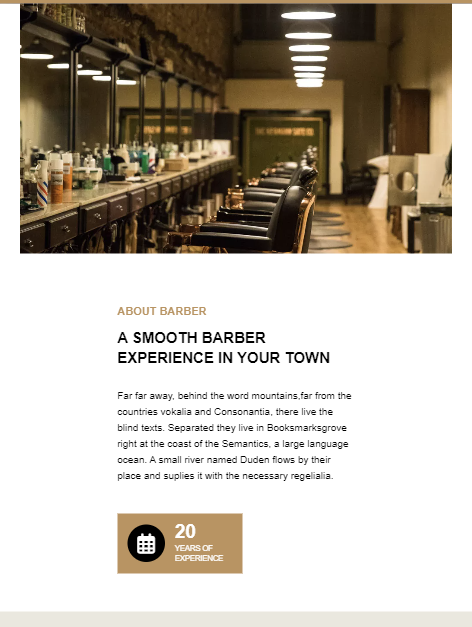 ABOUT BARBER
A SMOOTH BARBER
EXPERIENCE IN YOUR TOWN
Far far away, behind the word mountains,far from the
countries vokalia and Consonantia, there live the
blind texts. Separated they live in Booksmarksgrove
right at the coast of the Semantics, a large language
ocean. A small river named Duden flows by their
place and suplies it with the necessary regelialia.
20
YEARS OF
EXPERIENCE